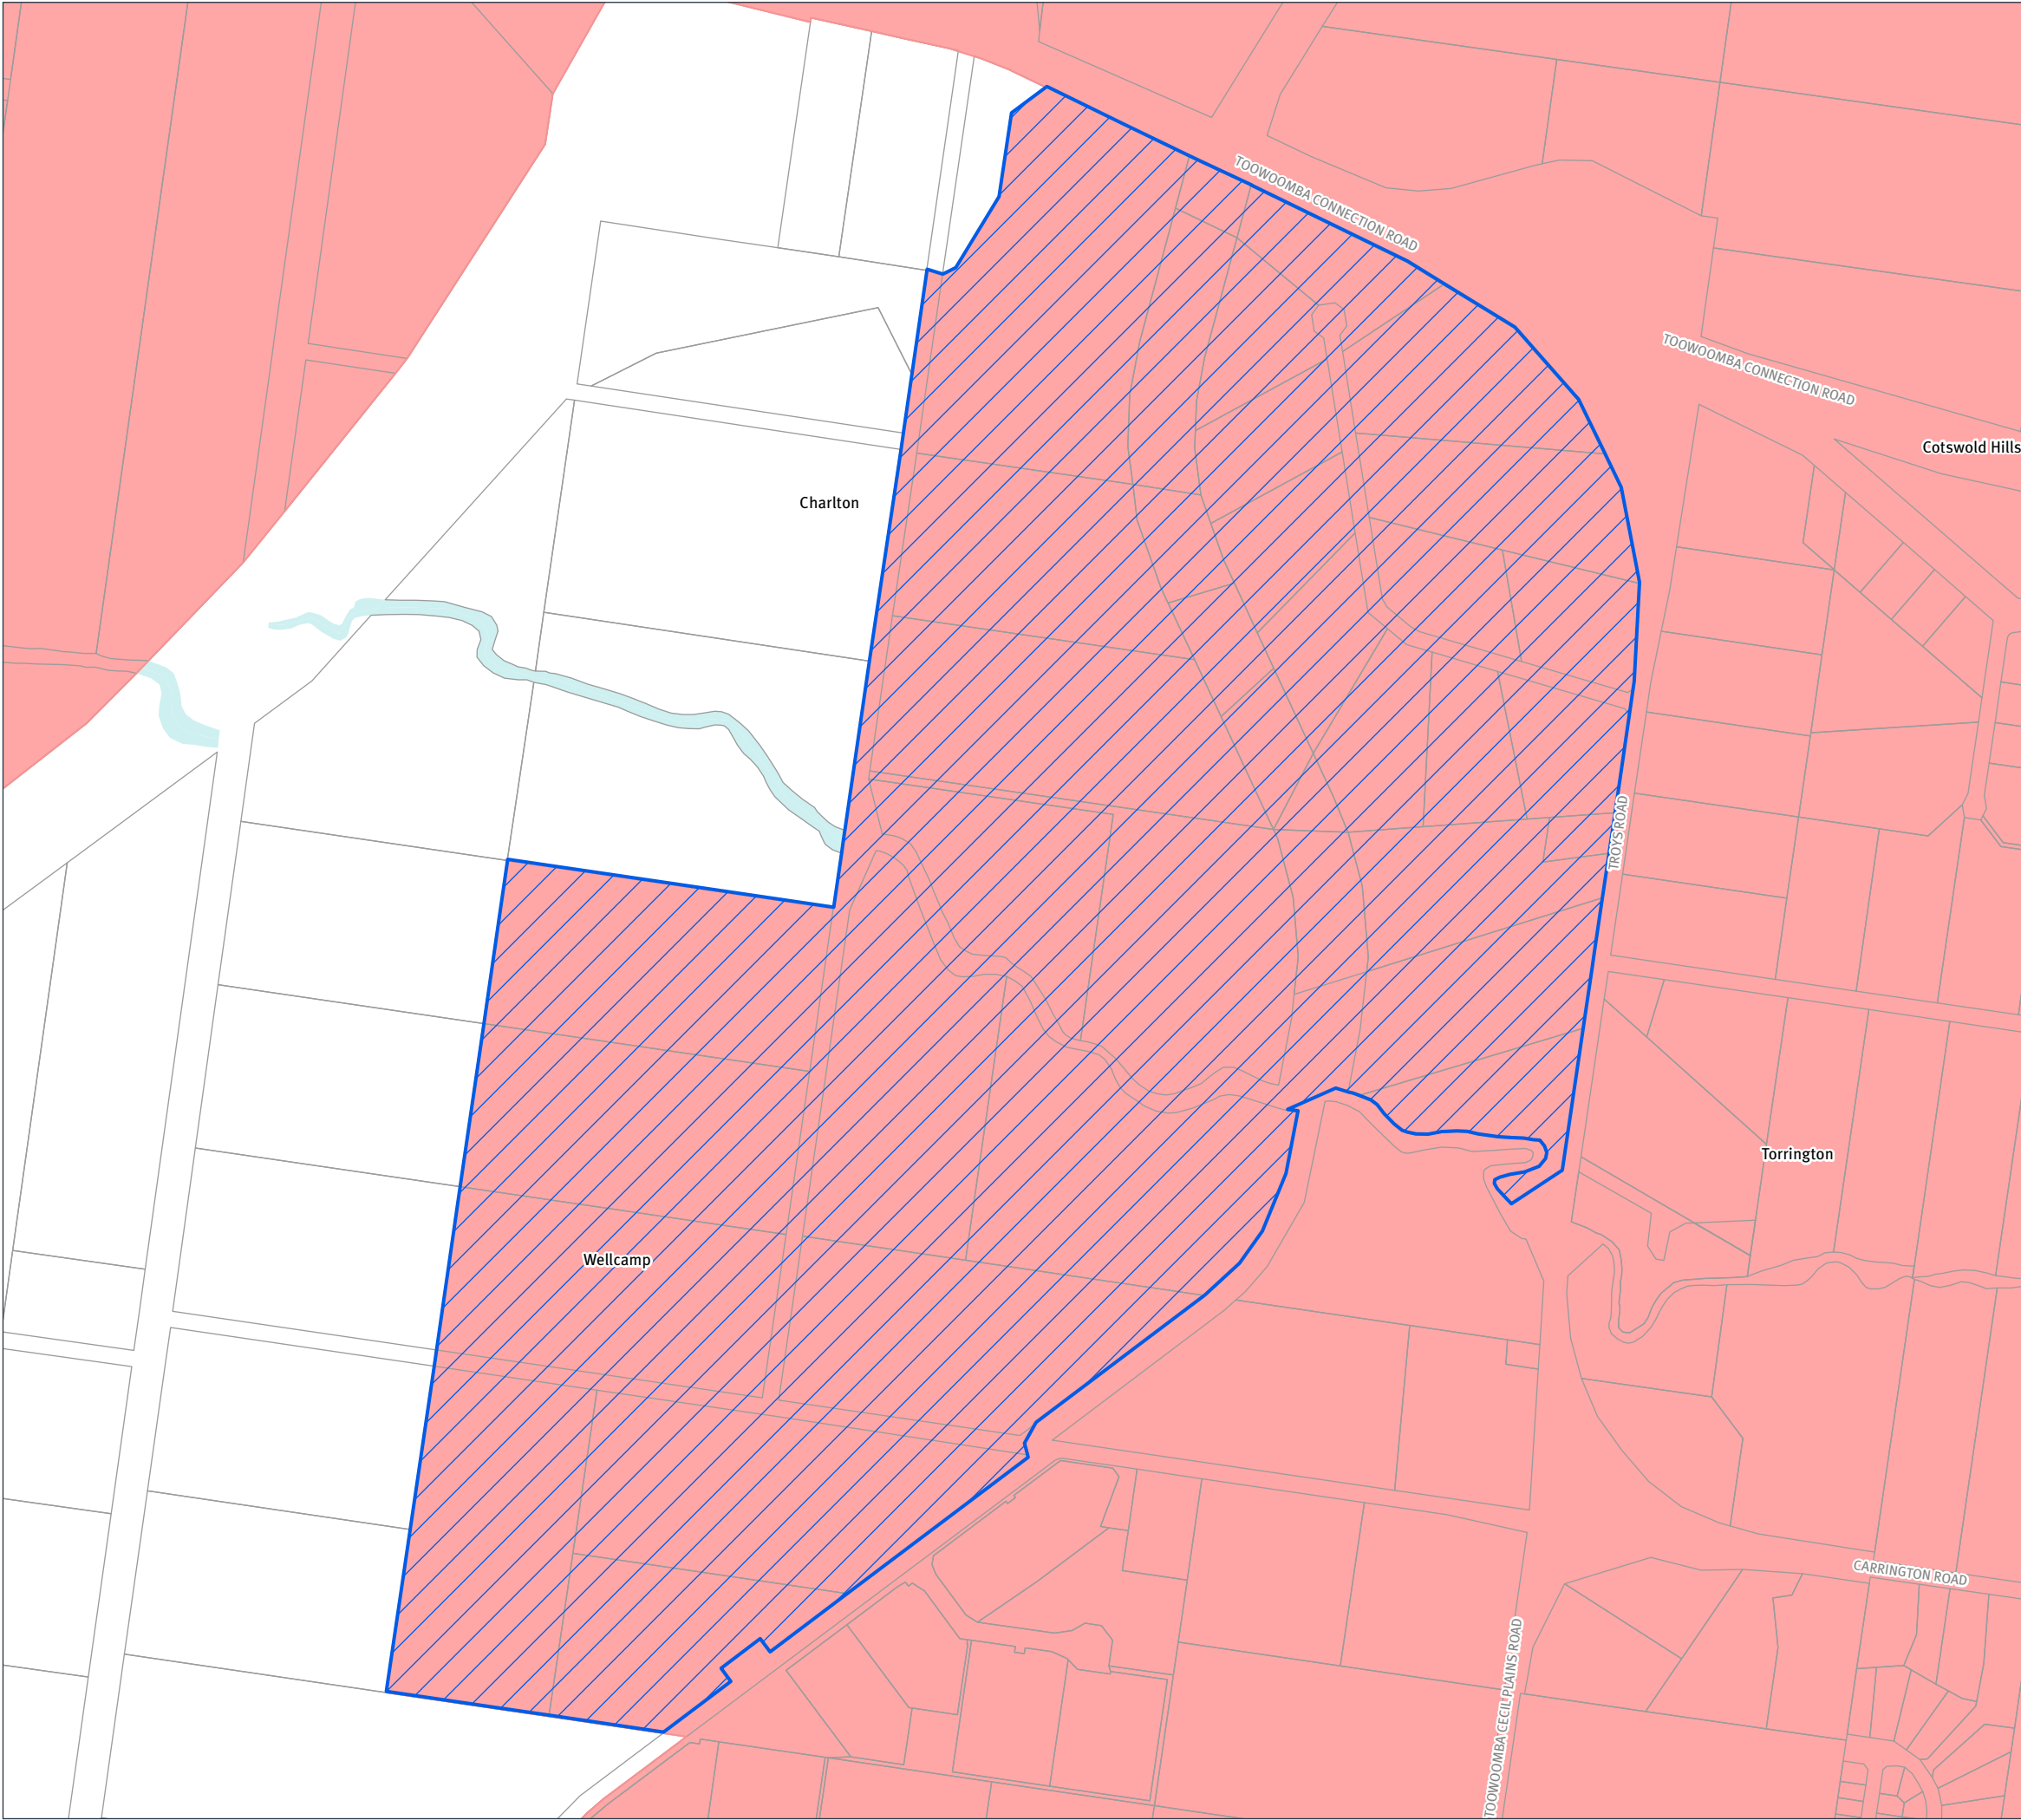 TOOWOOMBA CONNECTION ROAD
TOOWOOMBA CONNECTION ROAD
Cotswold Hills
Charlton
TROYS ROAD
Torrington
Wellcamp
CARRINGTON ROAD
TOOWOOMBA CECIL PLAINS ROAD